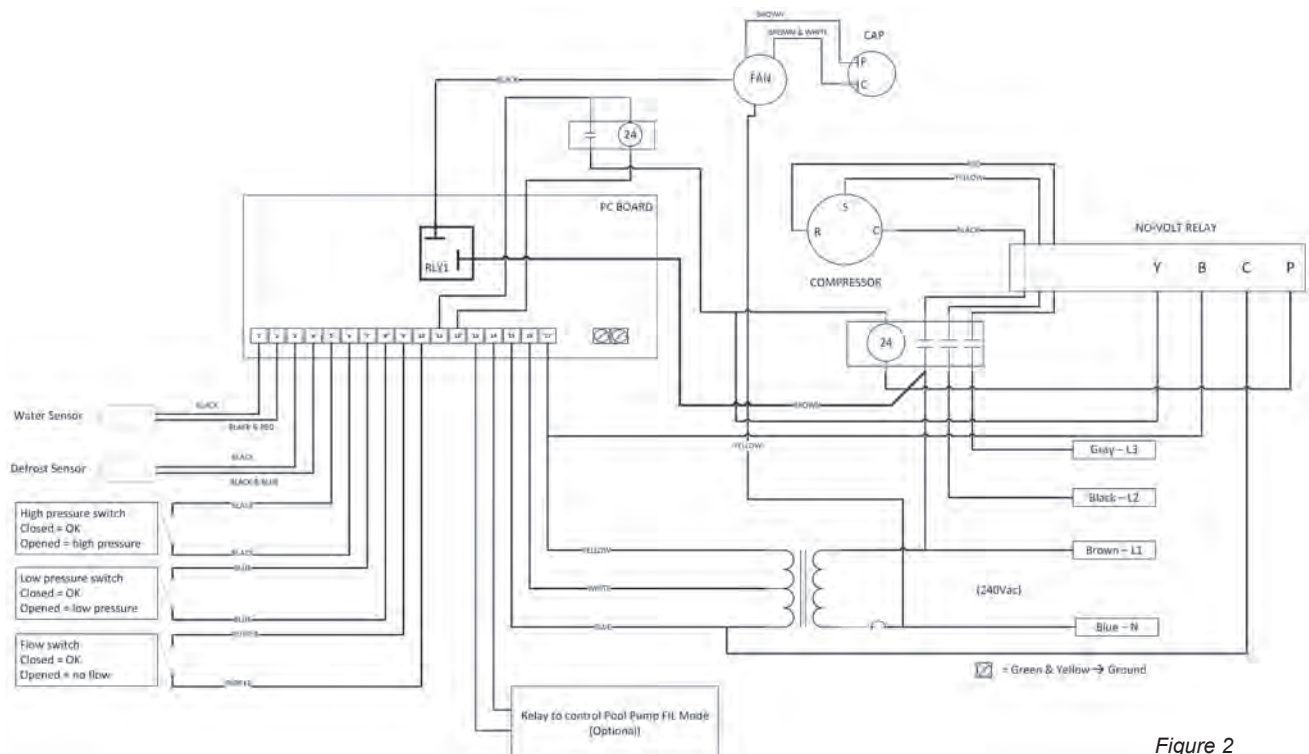 BROWN
BROWN & WHITE
CAP
P
C
FAN
BLACK
24
PC BOARD
RLY1
RED
YELLOW
S
R
C
BLACK
COMPRESSOR
NO-VOLT RELAY
Y
B
C
P
24
1
2
3
4
5
6
7
8
9
10
11
12
13
14
15
16
17
BROWN
YELLOW
Water Sensor
BLACK
BLACK & RED
Defrost Sensor
BLACK
BLACK & BLUE
High pressure switch
Closed = OK
Opened = high pressure
BLACK
BLACK
Low pressure switch
Closed = OK
Opened = low pressure
BLUE
BLUE
Flow switch
Closed = OK
Opened = no flow
PURPLE
PURPLE
YELLOW
WHITE
BLUE
Gray – L3
Black – L2
Brown – L1
(240Vac)
Blue – N
= Green & Yellow → Ground
Relay to control Pool Pump FIL Mode
(Optional)
Figure 2